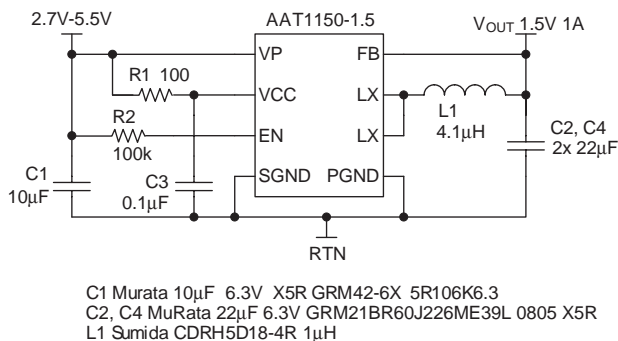 2.7V-5.5V
AAT1150-1.5
VOUT 1.5V 1A
VP
FB
R1 100
VCC
LX
L1
4.1µH
R2
100k
EN
LX
C2, C4
2x 22µF
C1
10µF
C3
0.1µF
SGND
PGND
RTN
C1 Murata 10µF 6.3V X5R GRM42-6X 5R106K6.3
C2, C4 MuRata 22µF 6.3V GRM21BR60J226ME39L 0805 X5R
L1 Sumida CDRH5D18-4R 1µH